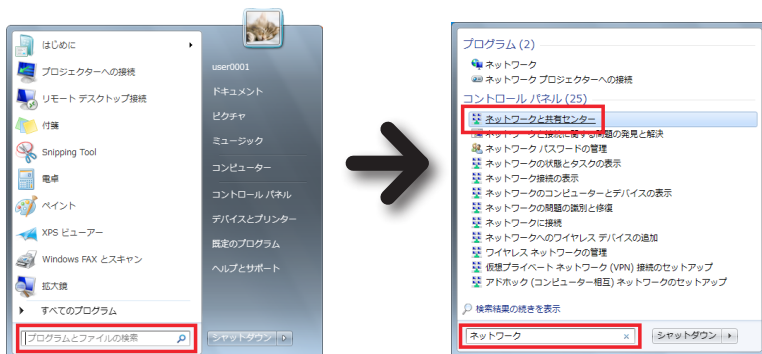 はじめに
プロジェクターへの接続
リモート デスクトップ接続
付箋
Snipping Tool
電卓
ペイント
XPS ビューアー
Windows FAX とスキャン
拡大鏡
すべてのプログラム
プログラムとファイルの検索
user0001
ドキュメント
ピクチャ
ミュージック
コンピューター
コントロール パネル
デバイスとプリンター
既定のプログラム
ヘルプとサポート
シャットダウン
プログラム (2)
ネットワーク
ネットワーク プロジェクターへの接続
コントロール パネル (25)
ネットワークと共有センター
ネットワークと接続に関する問題の発見と解決
ネットワーク パスワードの管理
ネットワークの状態とタスクの表示
ネットワーク接続の表示
ネットワークのコンピューターとデバイスの表示
ネットワークの問題の識別と修復
ネットワークに接続
ネットワークへのワイヤレス デバイスの追加
ワイヤレス ネットワークの管理
仮想プライベート ネットワーク (VPN) 接続のセットアップ
アドホック (コンピューター相互) ネットワークのセットアップ
検索結果の続きを表示
ネットワーク
シャットダウン